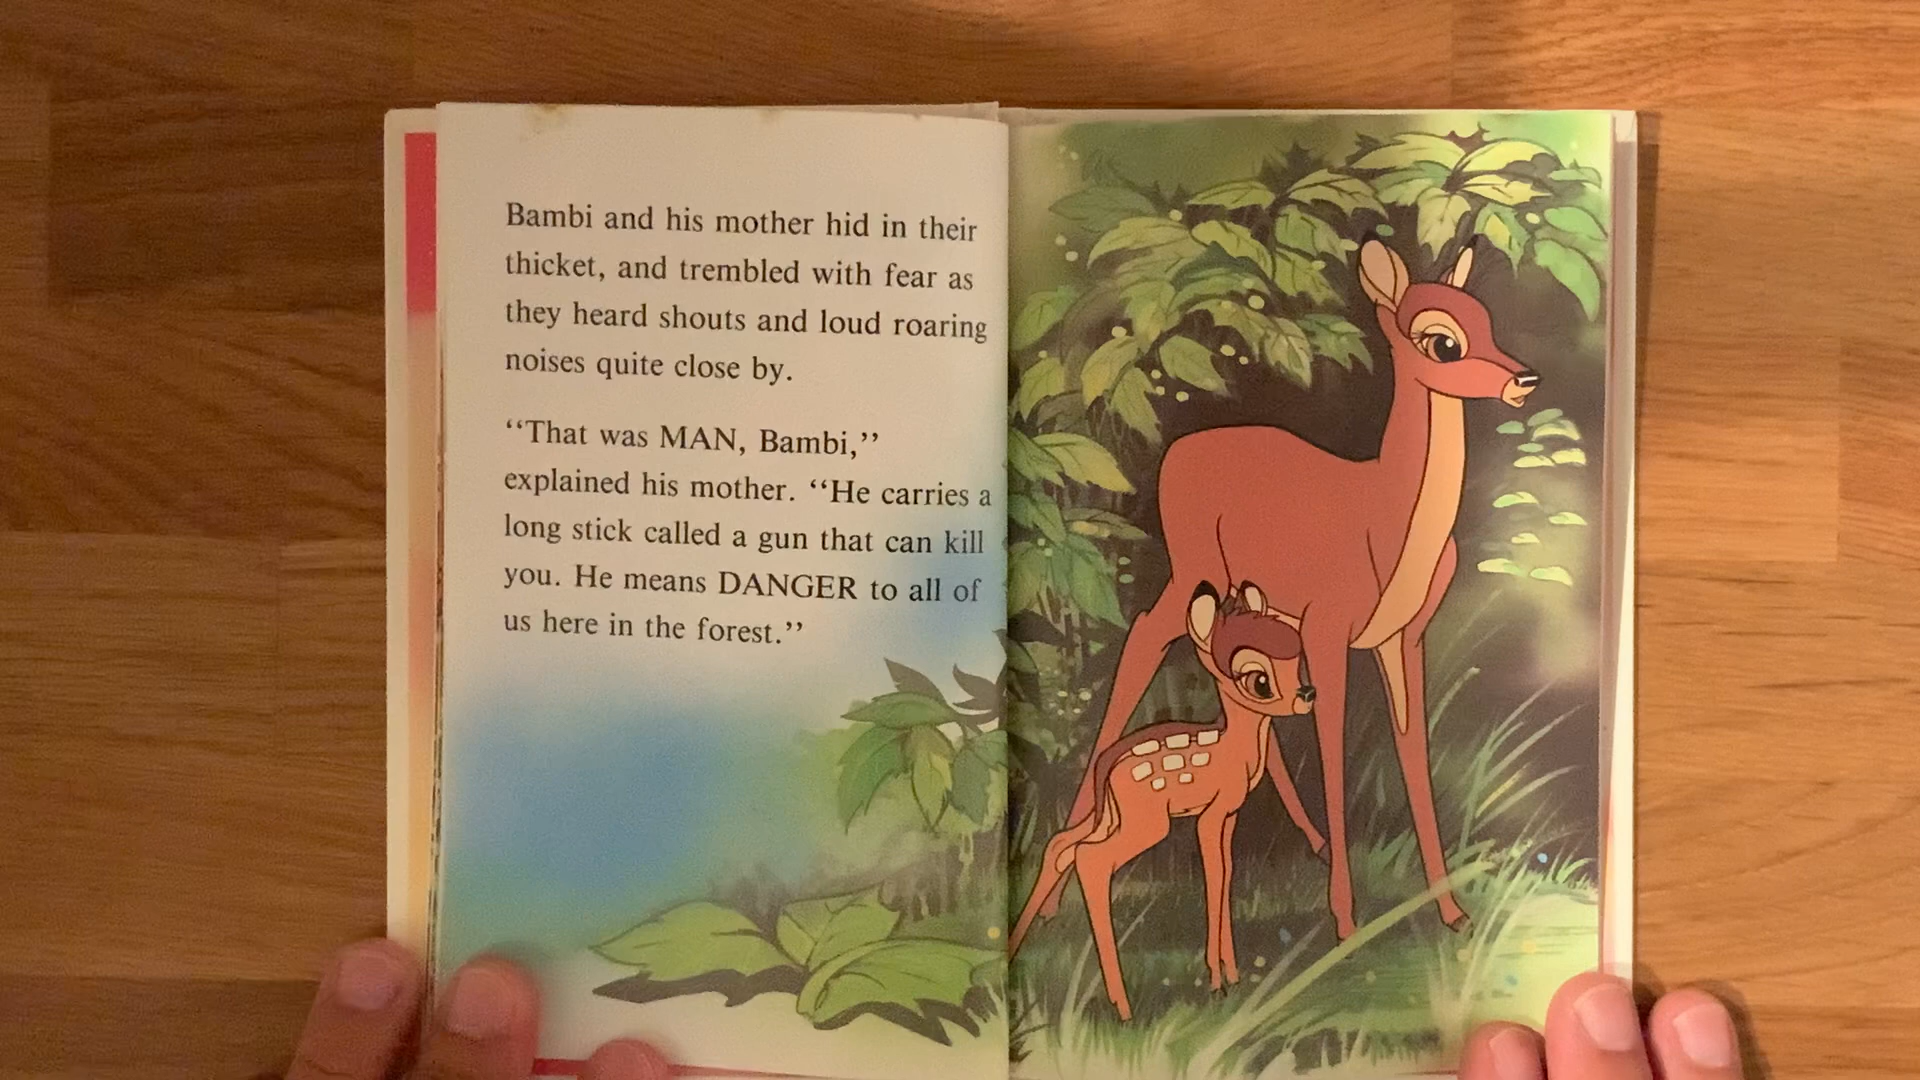 Bambi and his mother hid in their
thicket, and trembled with fear as
they heard shouts and loud roaring
noises quite close by.
‘‘That was MAN, Bambi,’’
explained his mother. ‘‘He carries a
long stick called a gun that can kill
you. He means DANGER to all of
us here in the forest.’’